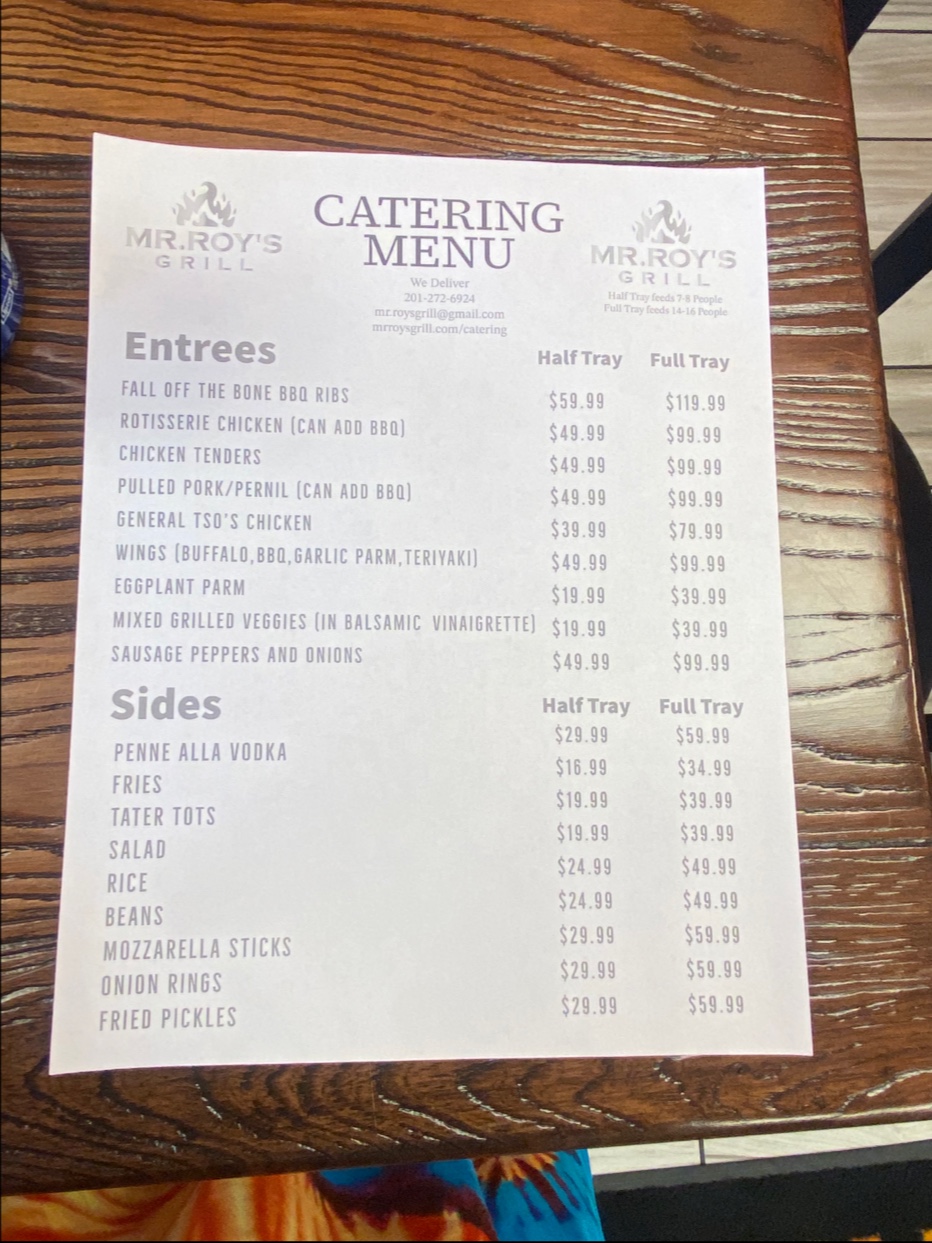 MR.ROY'S
GRILL
CATERING
MENU
We Deliver
201-272-6924
mr.roysgrill@gmail.com
mrroysgrill.com/catering
MR.ROY'S
GRILL
Half Tray feeds 7-8 People
Full Tray feeds 14-16 People
Entrees Half Tray Full Tray
FALL OFF THE BONE BBQ RIBS $59.99 $119.99
ROTISSERIE CHICKEN (CAN ADD BBQ) $49.99 $99.99
CHICKEN TENDERS $49.99 $99.99
PULLED PORK/PERNIL (CAN ADD BBQ) $49.99 $99.99
GENERAL TSO'S CHICKEN $39.99 $79.99
WINGS (BUFFALO,BBQ,GARLIC PARM,TERIYAKI) $49.99 $99.99
EGGPLANT PARM $19.99 $39.99
MIXED GRILLED VEGGIES (IN BALSAMIC VINAIGRETTE) $19.99 $39.99
SAUSAGE PEPPERS AND ONIONS $49.99 $99.99
Sides Half Tray Full Tray
PENNE ALLA VODKA $29.99 $59.99
FRIES $16.99 $34.99
TATER TOTS $19.99 $39.99
SALAD $19.99 $39.99
RICE $24.99 $49.99
BEANS $24.99 $49.99
MOZZARELLA STICKS $29.99 $59.99
ONION RINGS $29.99 $59.99
FRIED PICKLES $29.99 $59.99